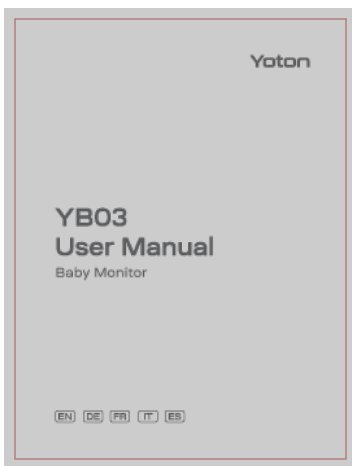 Yoton
YB03
User Manual
Baby Monitor
EN DE FR IT ES